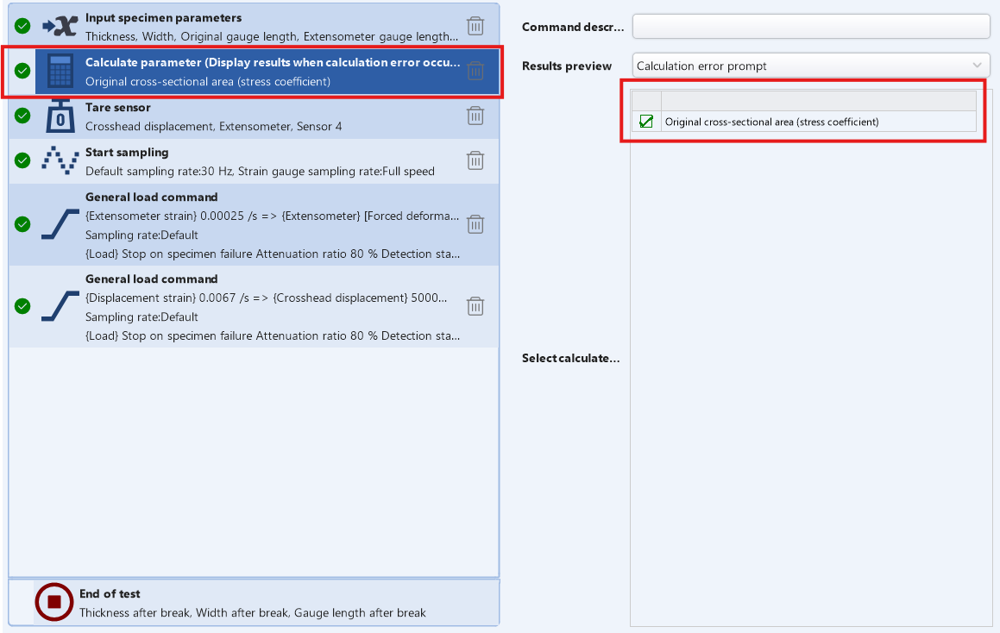 Input specimen parameters
Thickness, Width, Original gauge length, Extensometer gauge length...
Calculate parameter (Display results when calculation error occu...
Original cross-sectional area (stress coefficient)
Tare sensor
0
Crosshead displacement, Extensometer, Sensor 4
Start sampling
Default sampling rate:30 Hz, Strain gauge sampling rate:Full speed
General load command
{Extensometer strain} 0.00025 /s => {Extensometer} [Forced deforma...
Sampling rate:Default
{Load} Stop on specimen failure Attenuation ratio 80 % Detection sta...
General load command
{Displacement strain} 0.0067 /s => {Crosshead displacement} 5000...
Sampling rate:Default
{Load} Stop on specimen failure Attenuation ratio 80 % Detection sta...
End of test
Thickness after break, Width after break, Gauge length after break
Command descr...
Results preview
Calculation error prompt
Original cross-sectional area (stress coefficient)
Select calculate...